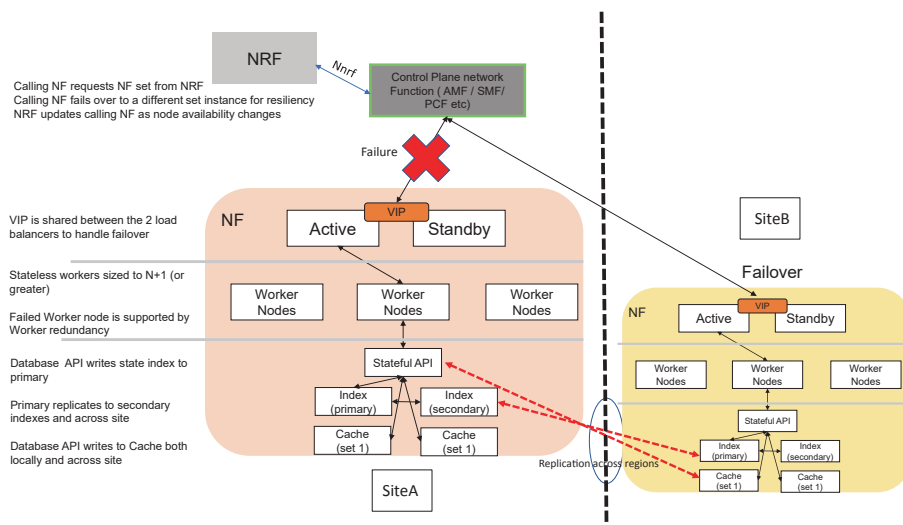 NRF
Nnrf
Calling NF requests NF set from NRF
Calling NF fails over to a different set instance for resiliency
NRF updates calling NF as node availability changes
Control Plane network
Function ( AMF / SMF/
PCF etc)
Failure
VIP is shared between the 2 load
balancers to handle failover
NF
VIP
Active
Standby
SiteB
Stateless workers sized to N+1 (or
greater)
Failed Worker node is supported by
Worker redundancy
Worker
Nodes
Worker
Nodes
Worker
Nodes
Failover
NF
VIP
Active
Standby
Worker
Nodes
Worker
Nodes
Worker
Nodes
Database API writes state index to
primary
Primary replicates to secondary
indexes and across site
Database API writes to Cache both
locally and across site
Stateful API
Index
(primary)
Index
(secondary)
Cache
(set 1)
Cache
(set 1)
Stateful API
Index
(primary)
Index
(secondary)
Cache
(set 1)
Cache
(set 1)
Replication across regions
SiteA